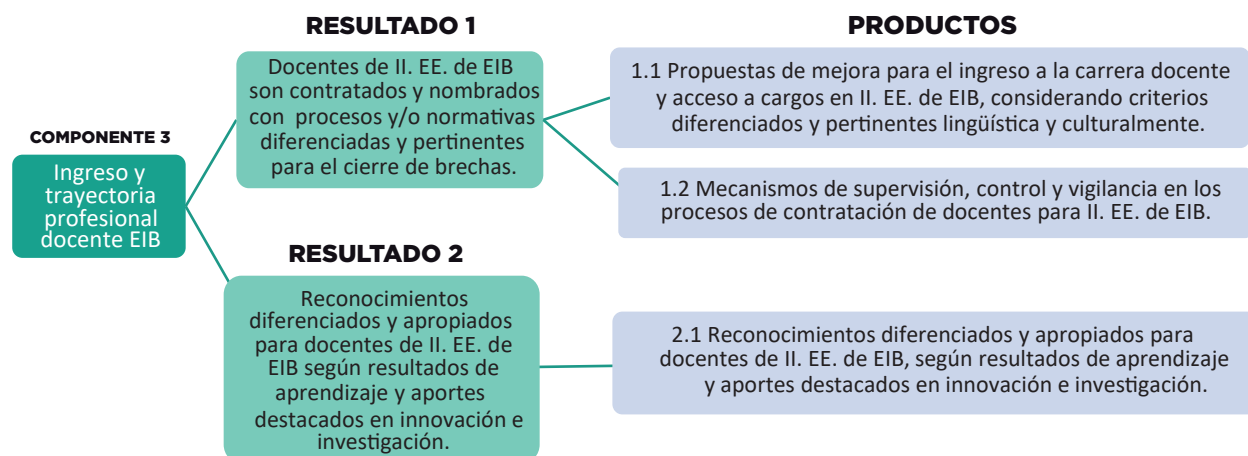 COMPONENTE 3
Ingreso y
trayectoria
profesional
docente EIB
RESULTADO 1
Docentes de II. EE. de EIB
son contratados y nombrados
con procesos y/o normativas
diferenciadas y pertinentes
para el cierre de brechas.
PRODUCTOS
1.1 Propuestas de mejora para el ingreso a la carrera docente
y acceso a cargos en II. EE. de EIB, considerando criterios
diferenciados y pertinentes lingüística y culturalmente.
1.2 Mecanismos de supervisión, control y vigilancia en los
procesos de contratación de docentes para II. EE. de EIB.
RESULTADO 2
Reconocimientos
diferenciados y apropiados
para docentes de II. EE. de
EIB según resultados de
aprendizaje y aportes
destacados en innovación e
investigación.
2.1 Reconocimientos diferenciados y apropiados para
docentes de II. EE. de EIB, según resultados de aprendizaje
y aportes destacados en innovación e investigación.